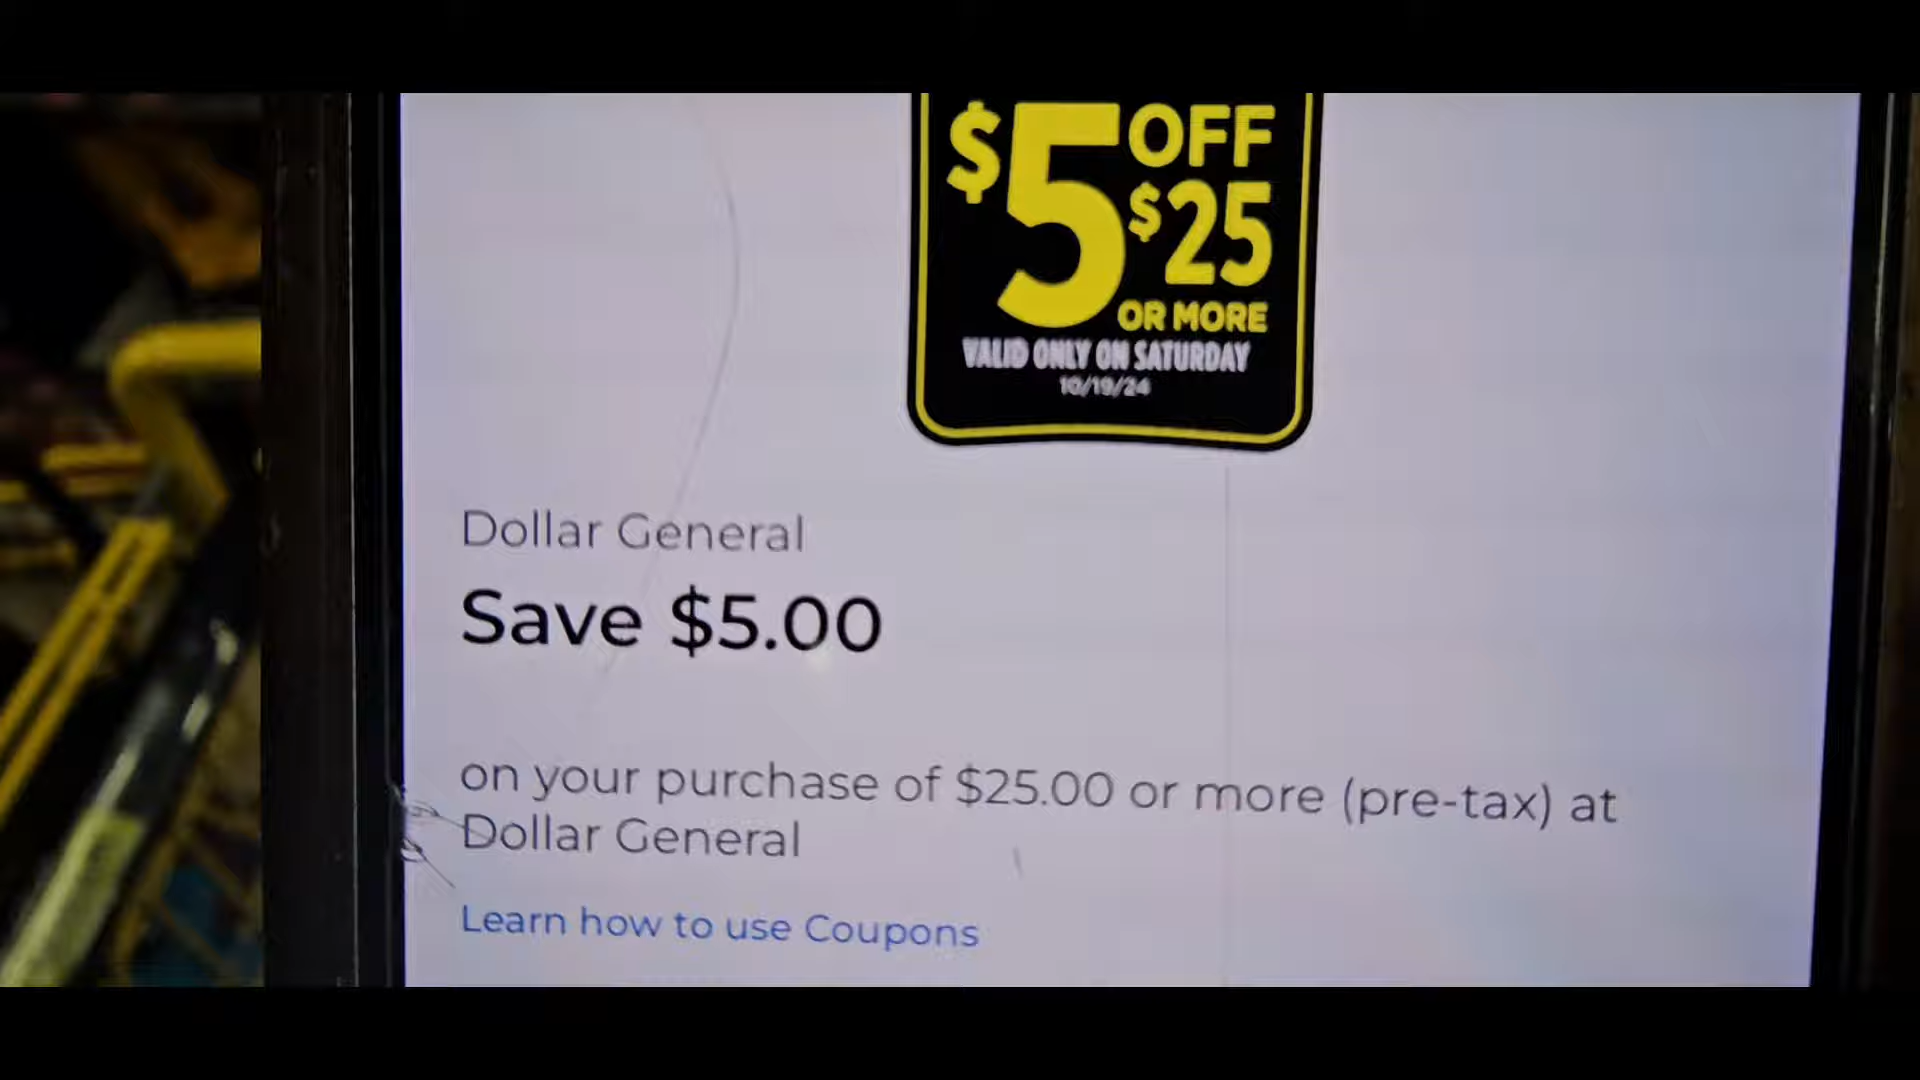 $5 OFF
$25
OR MORE
VALID ONLY ON SATURDAY
10/19/24
Dollar General
Save $5.00
on your purchase of $25.00 or more (pre-tax) at
Dollar General
Learn how to use Coupons